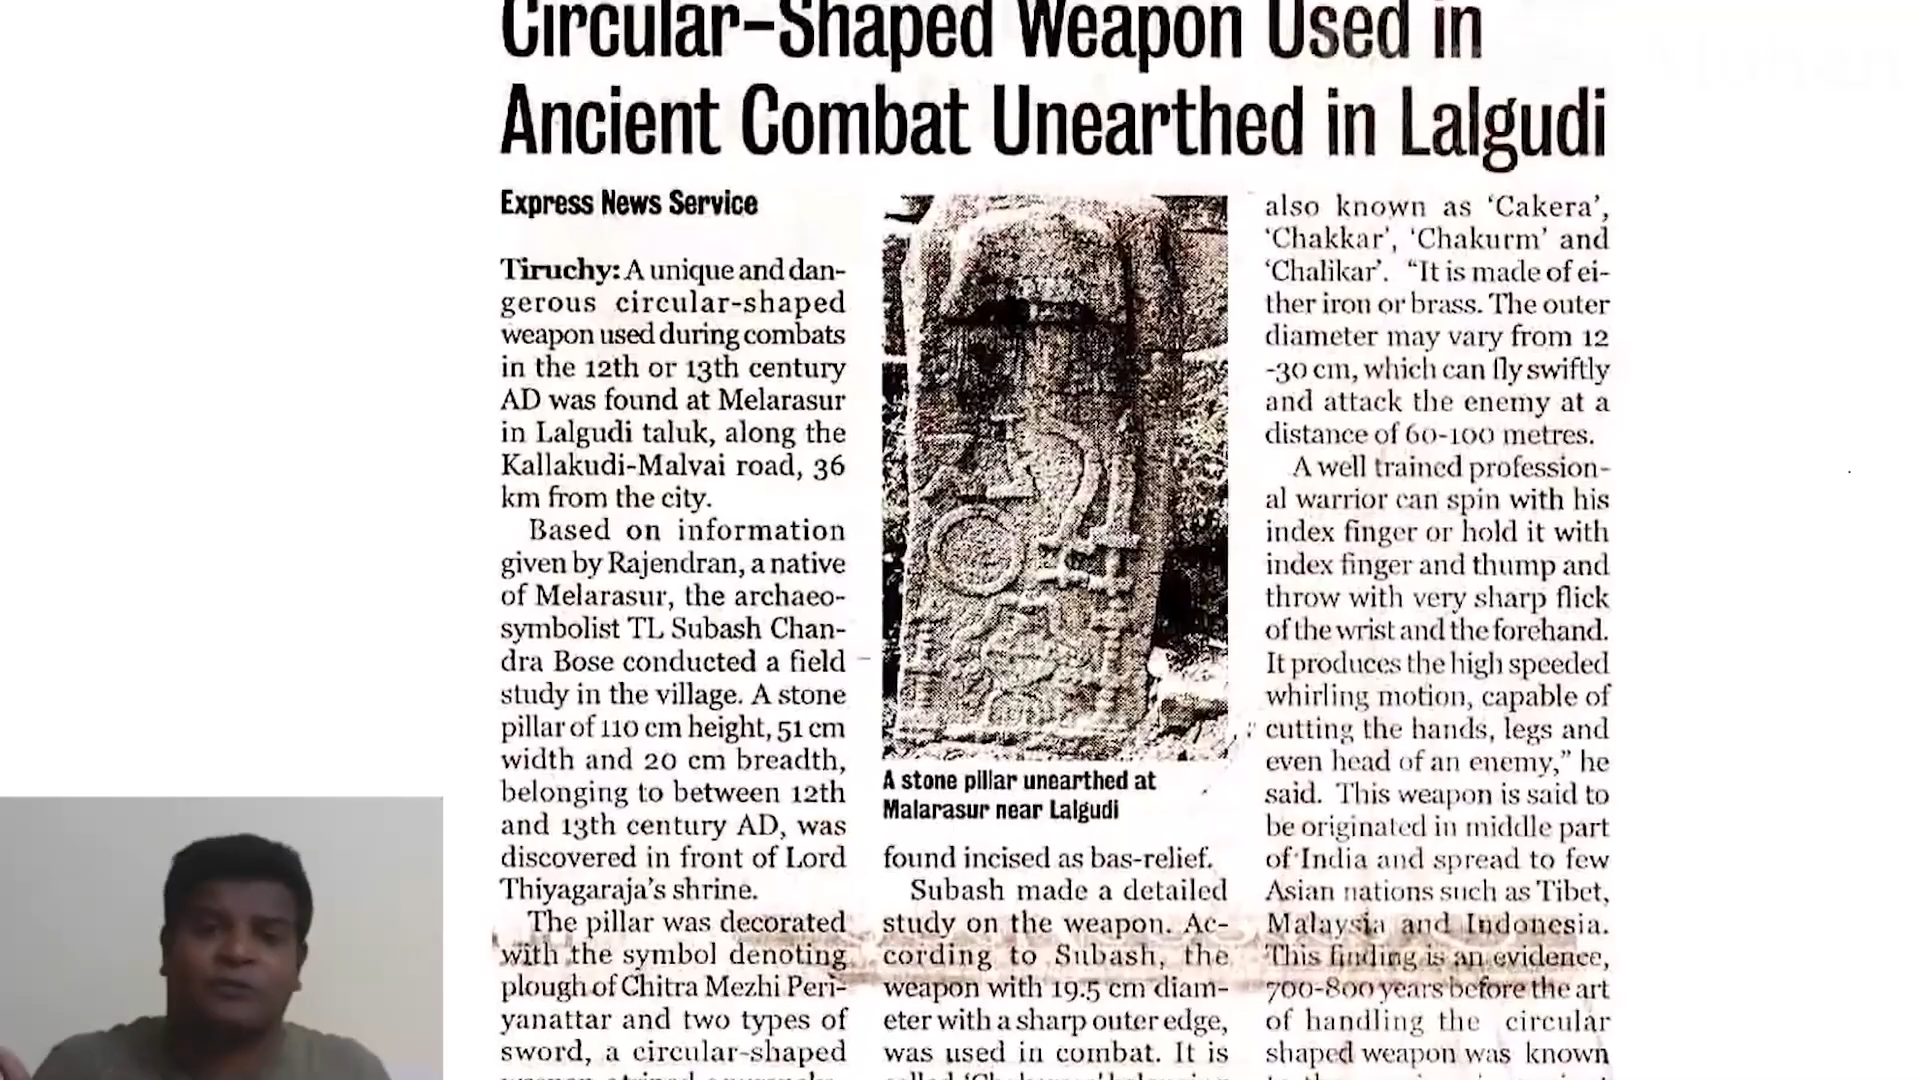 Circular-Shaped Weapon Used in
Ancient Combat Unearthed in Lalgudi
Express News Service
Tiruchy: A unique and dan-
gerous circular-shaped
weapon used during combats
in the 12th or 13th century
AD was found at Melarasur
in Lalgudi taluk, along the
Kallakudi-Malvai road, 36
km from the city.
Based on information
given by Rajendran, a native
of Melarasur, the archaeo-
symbolist TL Subash Chan-
dra Bose conducted a field
study in the village. A stone
pillar of 110 cm height, 51 cm
width and 20 cm breadth,
belonging to between 12th
and 13th century AD, was
discovered in front of Lord
Thiyagaraja's shrine.
The pillar was decorated
with the symbol denoting
plough of Chitra Mezhi Peri-
yanattar and two types of
sword, a circular-shaped
A stone pillar unearthed at
Malarasur near Lalgudi
found incised as bas-relief.
Subash made a detailed
study on the weapon. Ac-
cording to Subash, the
weapon with 19.5 cm diam-
eter with a sharp outer edge,
was used in combat. It is
also known as 'Cakera',
'Chakkar', 'Chakurm' and
'Chalikar'. "It is made of ei-
ther iron or brass. The outer
diameter may vary from 12
-30 cm, which can fly swiftly
and attack the enemy at a
distance of 60-100 metres.
A well trained profession-
al warrior can spin with his
index finger or hold it with
index finger and thump and
throw with very sharp flick
of the wrist and the forehand.
It produces the high speeded
whirling motion, capable of
cutting the hands, legs and
even head of an enemy," he
said. This weapon is said to
be originated in middle part
of India and spread to few
Asian nations such as Tibet,
Malaysia and Indonesia.
This finding is an evidence,
700-800 years before the art
of handling the circular
shaped weapon was known